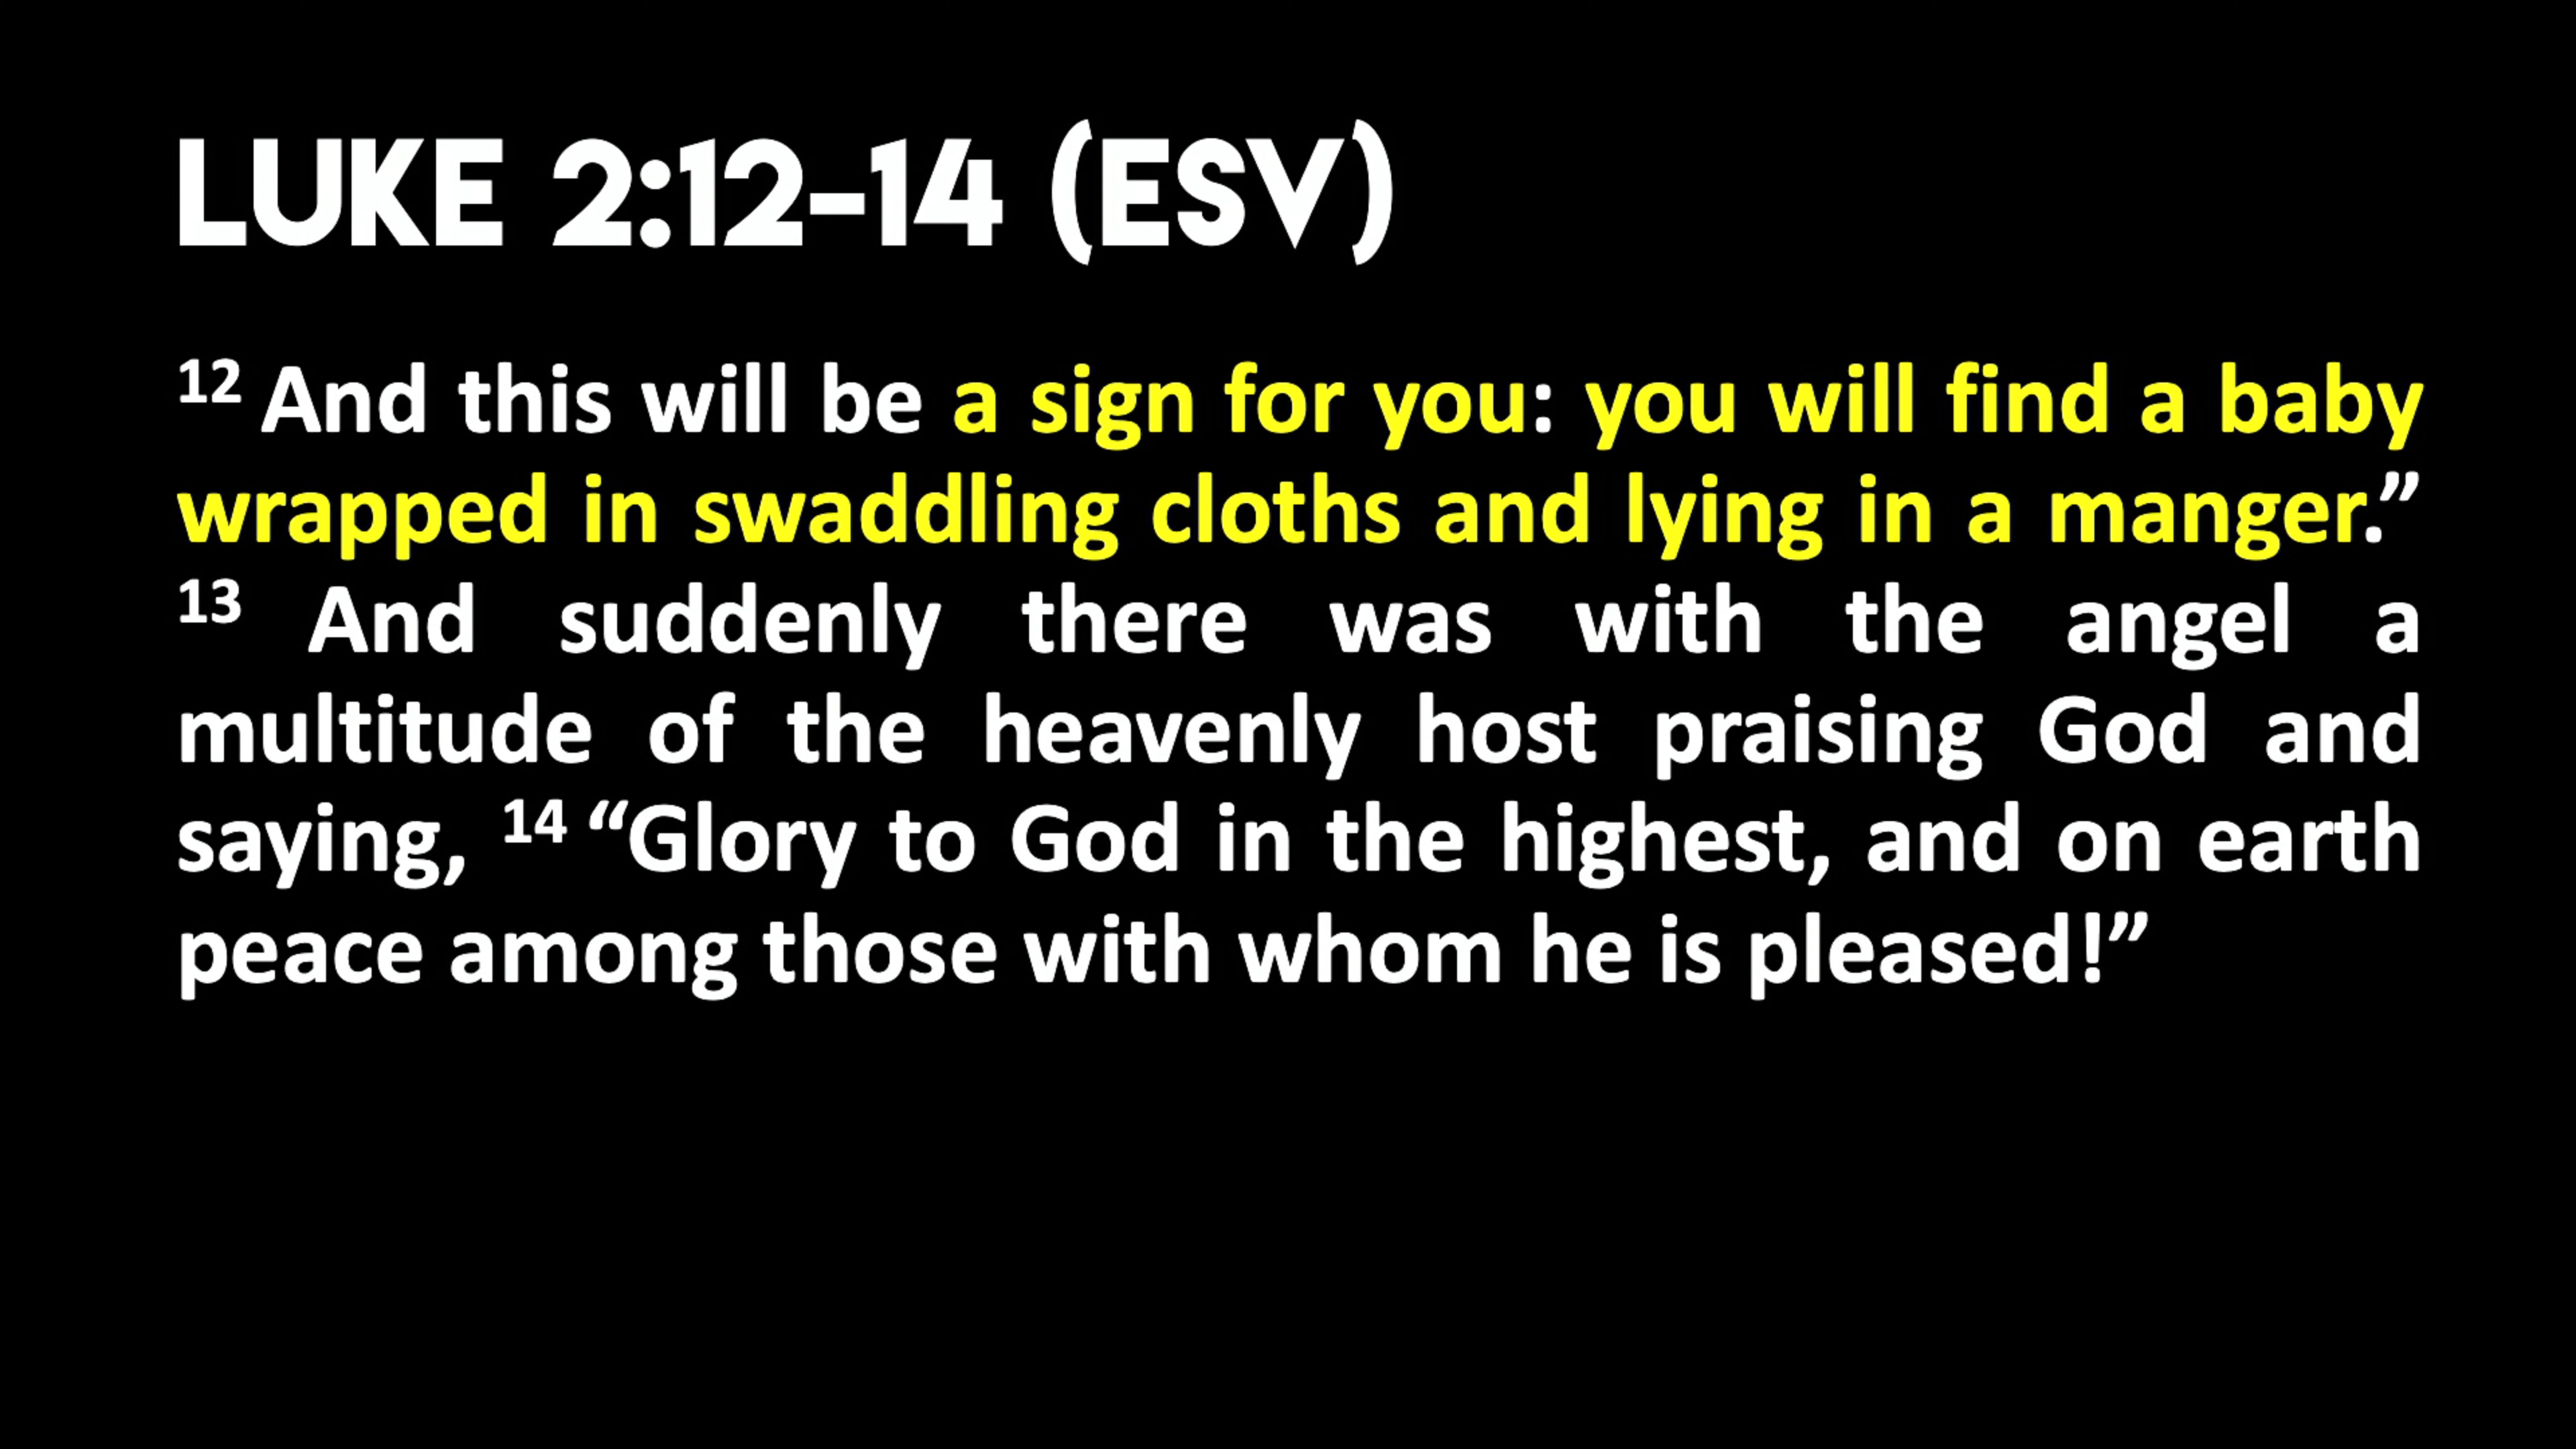 LUKE 2:12-14 (ESV)
12 And this will be a sign for you: you will find a baby
wrapped in swaddling cloths and lying in a manger.”
13 And suddenly there was with the angel a
multitude of the heavenly host praising God and
saying, 14 “Glory to God in the highest, and on earth
peace among those with whom he is pleased!”